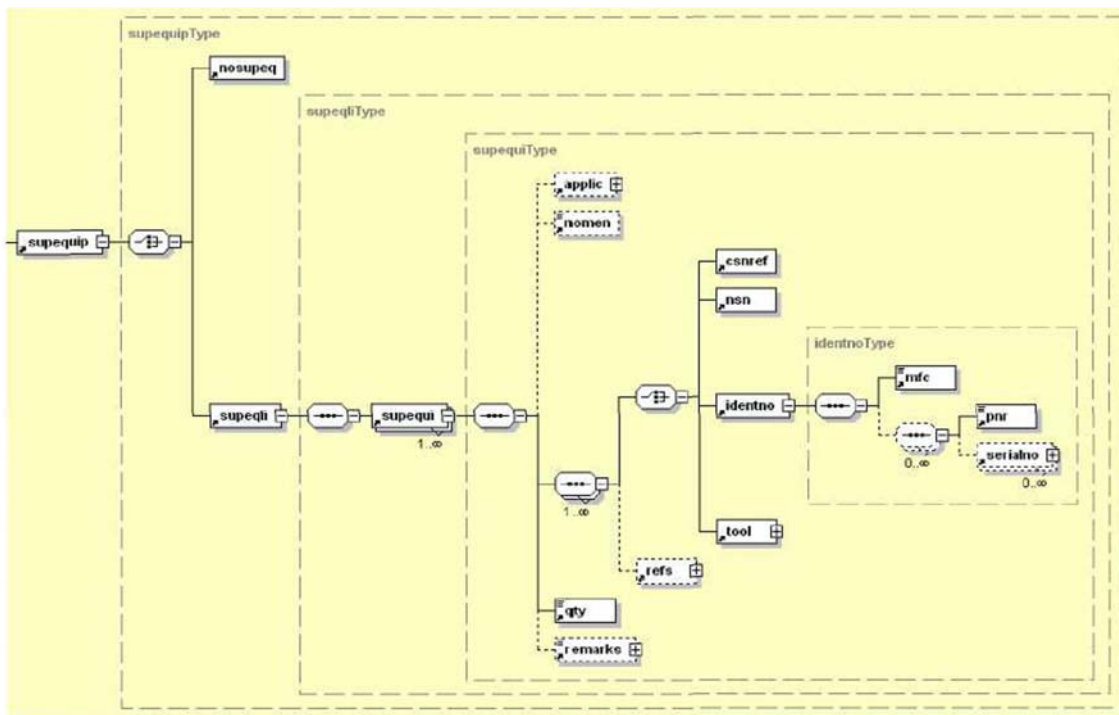 supequipType
nosupeq
supeqliType
supequiType
applic
nomen
supequip
csnref
nsn
identnoType
mfc
identno
supeqli
supequi
pnr
1..∞
serialno
0..∞
0..∞
1..∞
tool
refs
qty
remarks